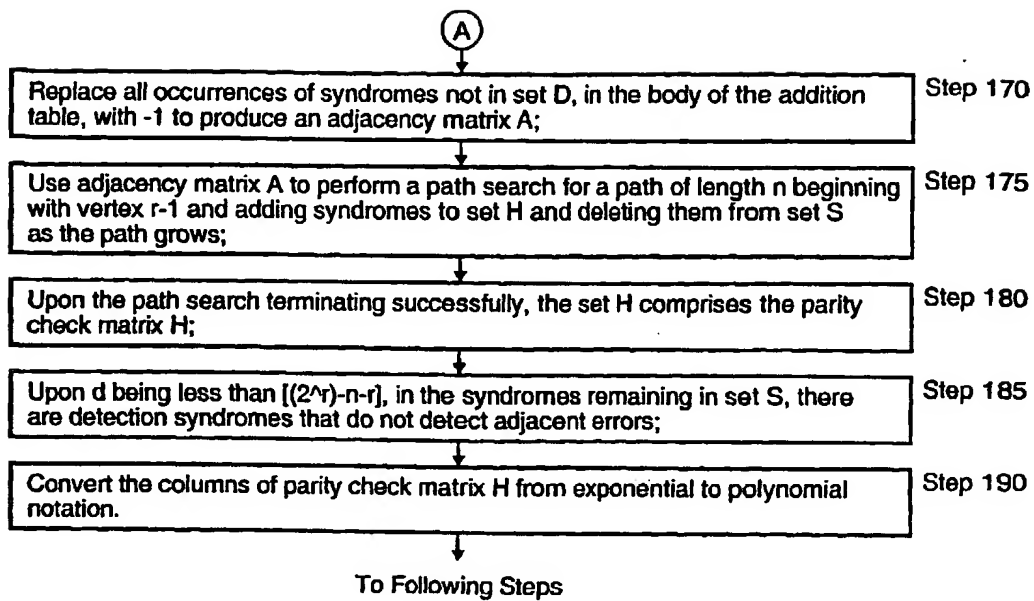 A
Replace all occurrences of syndromes not in set D, in the body of the addition
table, with -1 to produce an adjacency matrix A;
Step 170
Use adjacency matrix A to perform a path search for a path of length n beginning
with vertex r-1 and adding syndromes to set H and deleting them from set S
as the path grows;
Step 175
Upon the path search terminating successfully, the set H comprises the parity
check matrix H;
Step 180
Upon d being less than [(2^r)-n-r], in the syndromes remaining in set S, there
are detection syndromes that do not detect adjacent errors;
Step 185
Convert the columns of parity check matrix H from exponential to polynomial
notation.
Step 190
To Following Steps